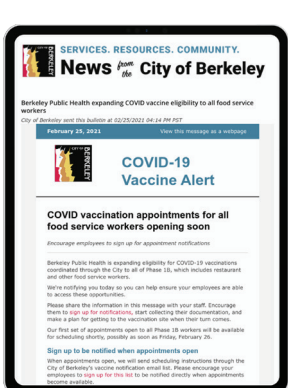 SERVICES. RESOURCES. COMMUNITY.
News from the City of Berkeley
Berkeley Public Health expanding COVID vaccine eligibility to all food service
workers
City of Berkeley sent this bulletin at 02/25/2021 04:14 PM PST
February 25, 2021 View this message as a webpage
CITY OF
BERKELEY
COVID-19
Vaccine Alert
COVID vaccination appointments for all
food service workers opening soon
Encourage employees to sign up for appointment notifications
Berkeley Public Health is expanding eligibility for COVID-19 vaccinations
coordinated through the City to all of Phase 1B, which includes restaurant
and other food service workers.
We're notifying you today so you can help ensure your employees are able
to access these opportunities.
Please share the information in this message with your staff. Encourage
them to sign up for notifications, start collecting their documentation, and
make a plan for getting to the vaccination site when their turn comes.
Our first set of appointments open to all Phase 1B workers will be available
for scheduling shortly, possibly as soon as Friday, February 26.
Sign up to be notified when appointments open
When appointments open, we will send scheduling instructions through the
City of Berkeley's vaccine notification email list. Please encourage your
employees to sign up for this list to be notified directly when appointments
become available.